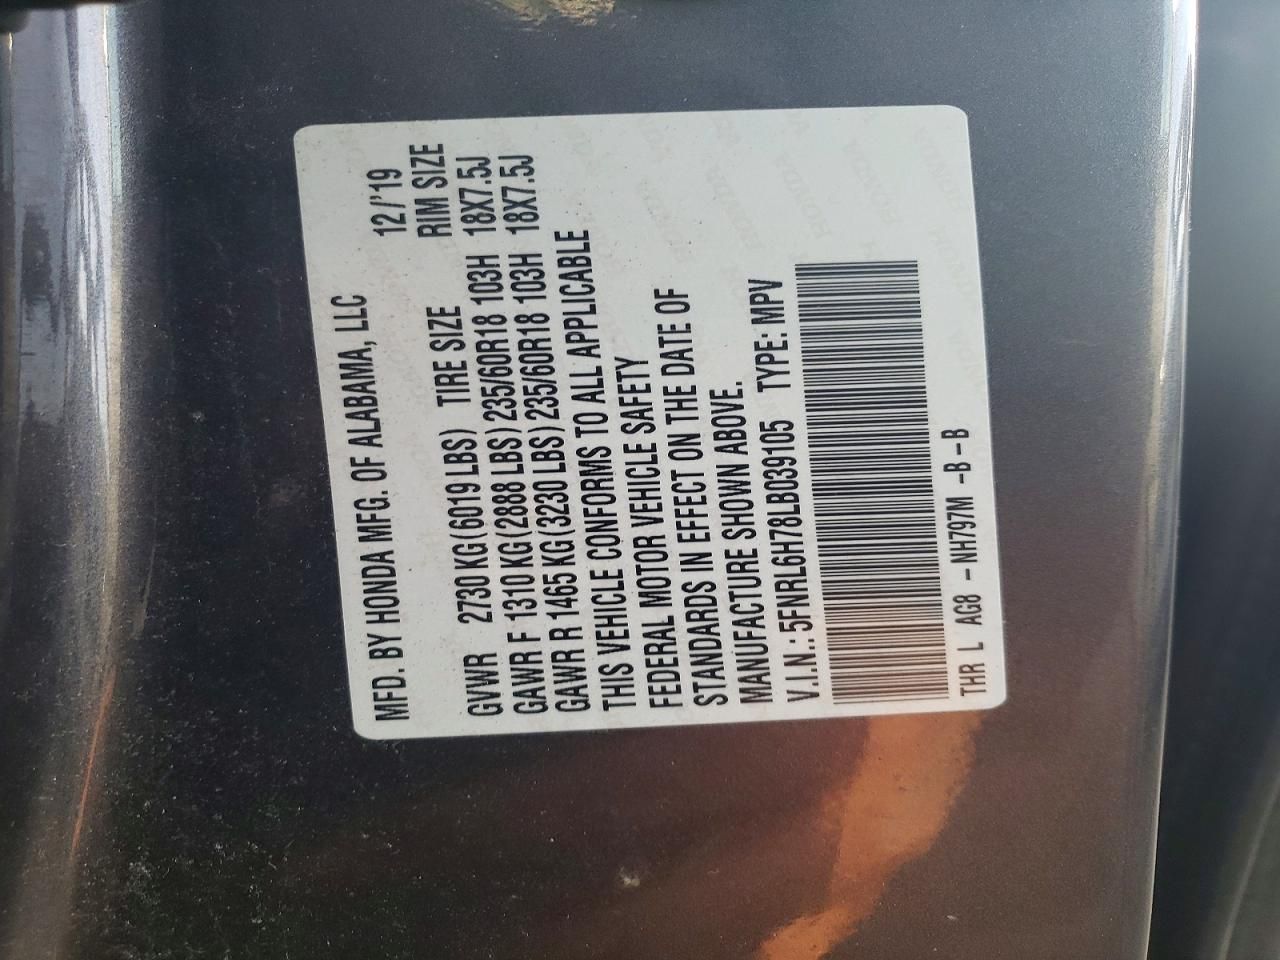 MFD. BY HONDA MFG. OF ALABAMA, LLC 12/'19
RIM SIZE
GVWR 2730 KG (6019 LBS) TIRE SIZE
GAWR F 1310 KG (2888 LBS) 235/60R18 103H 18X7.5J
GAWR R 1465 KG (3230 LBS) 235/60R18 103H 18X7.5J
THIS VEHICLE CONFORMS TO ALL APPLICABLE
FEDERAL MOTOR VEHICLE SAFETY
STANDARDS IN EFFECT ON THE DATE OF
MANUFACTURE SHOWN ABOVE.
V.I.N.: 5FNRL6H78LB039105 TYPE: MPV
THR L AG8 -NH797M -B-B